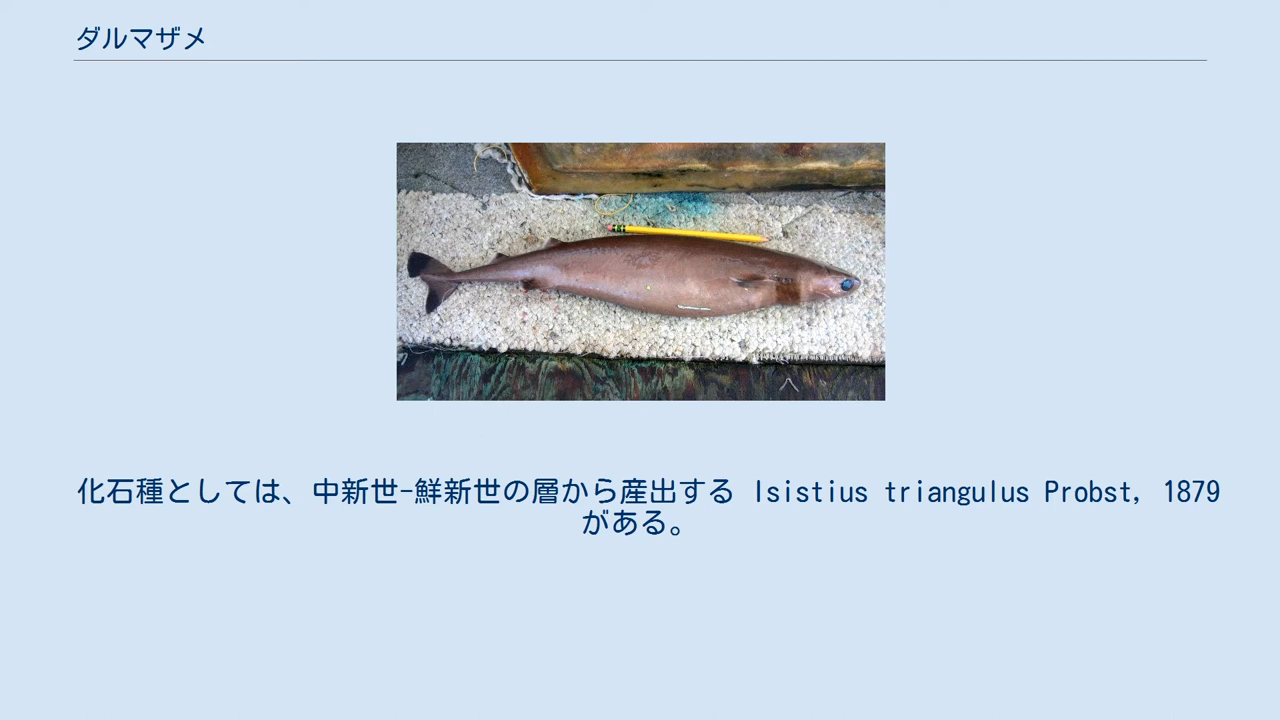 ダルマザメ
化石種としては、中新世-鮮新世の層から産出する Isistius triangulus Probst, 1879
がある。